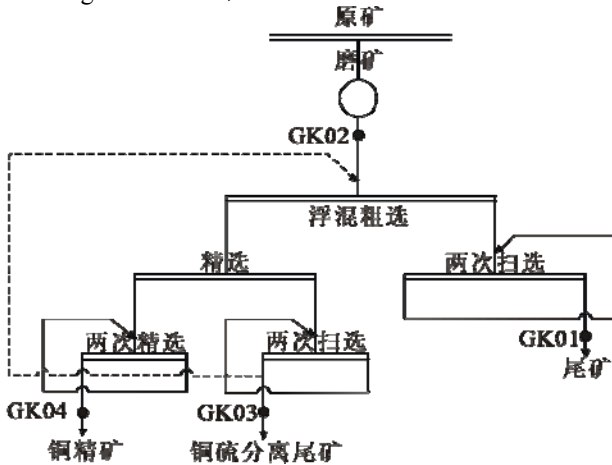 原矿
磨矿
GK02
浮混粗选
精选
两次扫选
两次精选
两次扫选
GK01
尾矿
GK04
GK03
铜精矿
铜硫分离尾矿